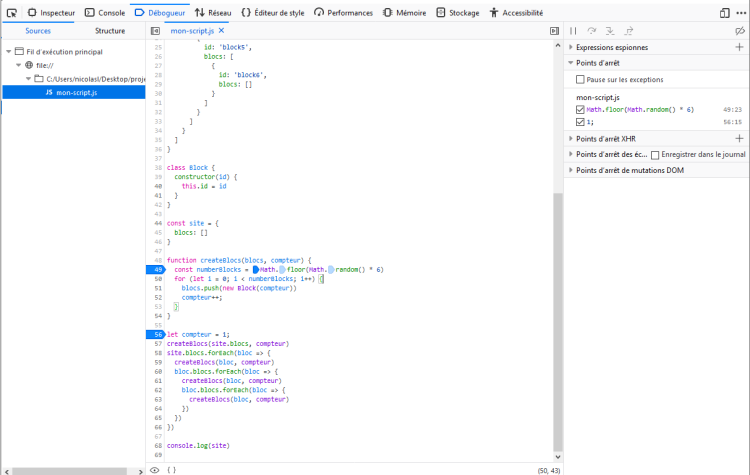 Inspecteur Console Débogueur Réseau {} Éditeur de style Performances Mémoire Stockage Accessibilité
Sources Structure
Fil d'exécution principal
file://
C:/Users/nicolasl/Desktop/proje
JS mon-script.js
mon-script.js
25 id: 'block5',
26 blocs: [
27 {
28 id: 'block6',
29 blocs: []
30 }
31 ]
32 }
33 ]
34 }
35 ]
36 }
37
38 class Block {
39 constructor(id) {
40 this.id = id
41 }
42 }
43
44 const site = {
45 blocs: []
46 }
47
48 function createBlocs(blocs, compteur) {
49 const numberBlocks = Math.floor(Math.random() * 6)
50 for (let i = 0; i < numberBlocks; i++) {
51 blocs.push(new Block(compteur))
52 compteur++;
53 }
54 }
55
56 let compteur = 1;
57 createBlocs(site.blocs, compteur)
58 site.blocs.forEach(bloc => {
59 createBlocs(bloc, compteur)
60 bloc.blocs.forEach(bloc => {
61 createBlocs(bloc, compteur)
62 bloc.blocs.forEach(bloc => {
63 createBlocs(bloc, compteur)
64 })
65 })
66 })
67
68 console.log(site)
69
{ } (50, 43)
Expressions espionnes
Points d'arrêt
Pause sur les exceptions
mon-script.js
Math.floor(Math.random() * 6) 49:23
1; 56:15
Points d'arrêt XHR
Points d'arrêt des éc... Enregistrer dans le journal
Points d'arrêt de mutations DOM